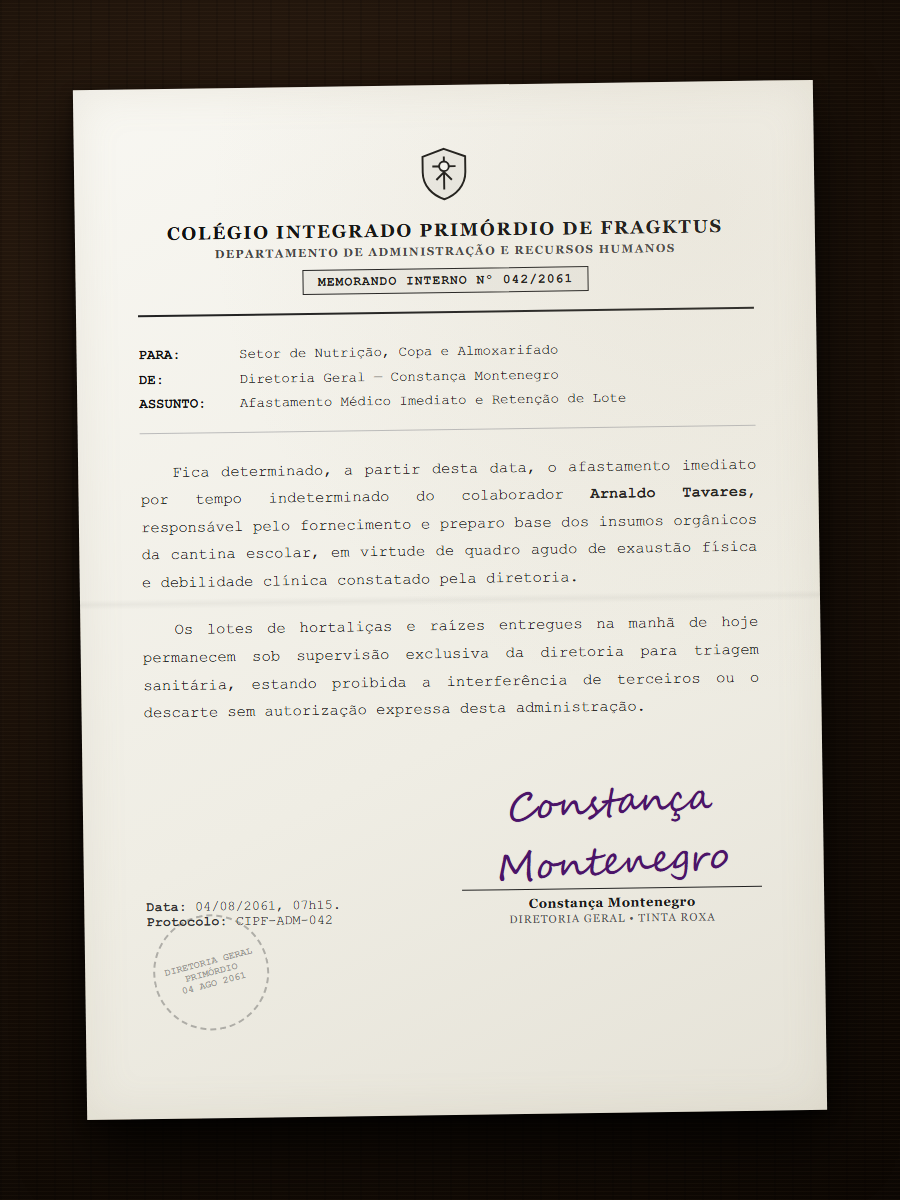 COLÉGIO INTEGRADO PRIMÓRDIO DE FRAGKTUS
DEPARTAMENTO DE ADMINISTRAÇÃO E RECURSOS HUMANOS
MEMORANDO INTERNO Nº 042/2061
PARA: Setor de Nutrição, Copa e Almoxarifado
DE: Diretoria Geral — Constança Montenegro
ASSUNTO: Afastamento Médico Imediato e Retenção de Lote
Fica determinado, a partir desta data, o afastamento imediato
por tempo indeterminado do colaborador Arnaldo Tavares,
responsável pelo fornecimento e preparo base dos insumos orgânicos
da cantina escolar, em virtude de quadro agudo de exaustão física
e debilidade clínica constatado pela diretoria.
Os lotes de hortaliças e raízes entregues na manhã de hoje
permanecem sob supervisão exclusiva da diretoria para triagem
sanitária, estando proibida a interferência de terceiros ou o
descarte sem autorização expressa desta administração.
Constança
Montenegro
Constança Montenegro
DIRETORIA GERAL • TINTA ROXA
Data: 04/08/2061, 07h15.
Protocolo: CIPF-ADM-042
DIRETORIA GERAL
PRIMÓRDIO
04 AGO 2061